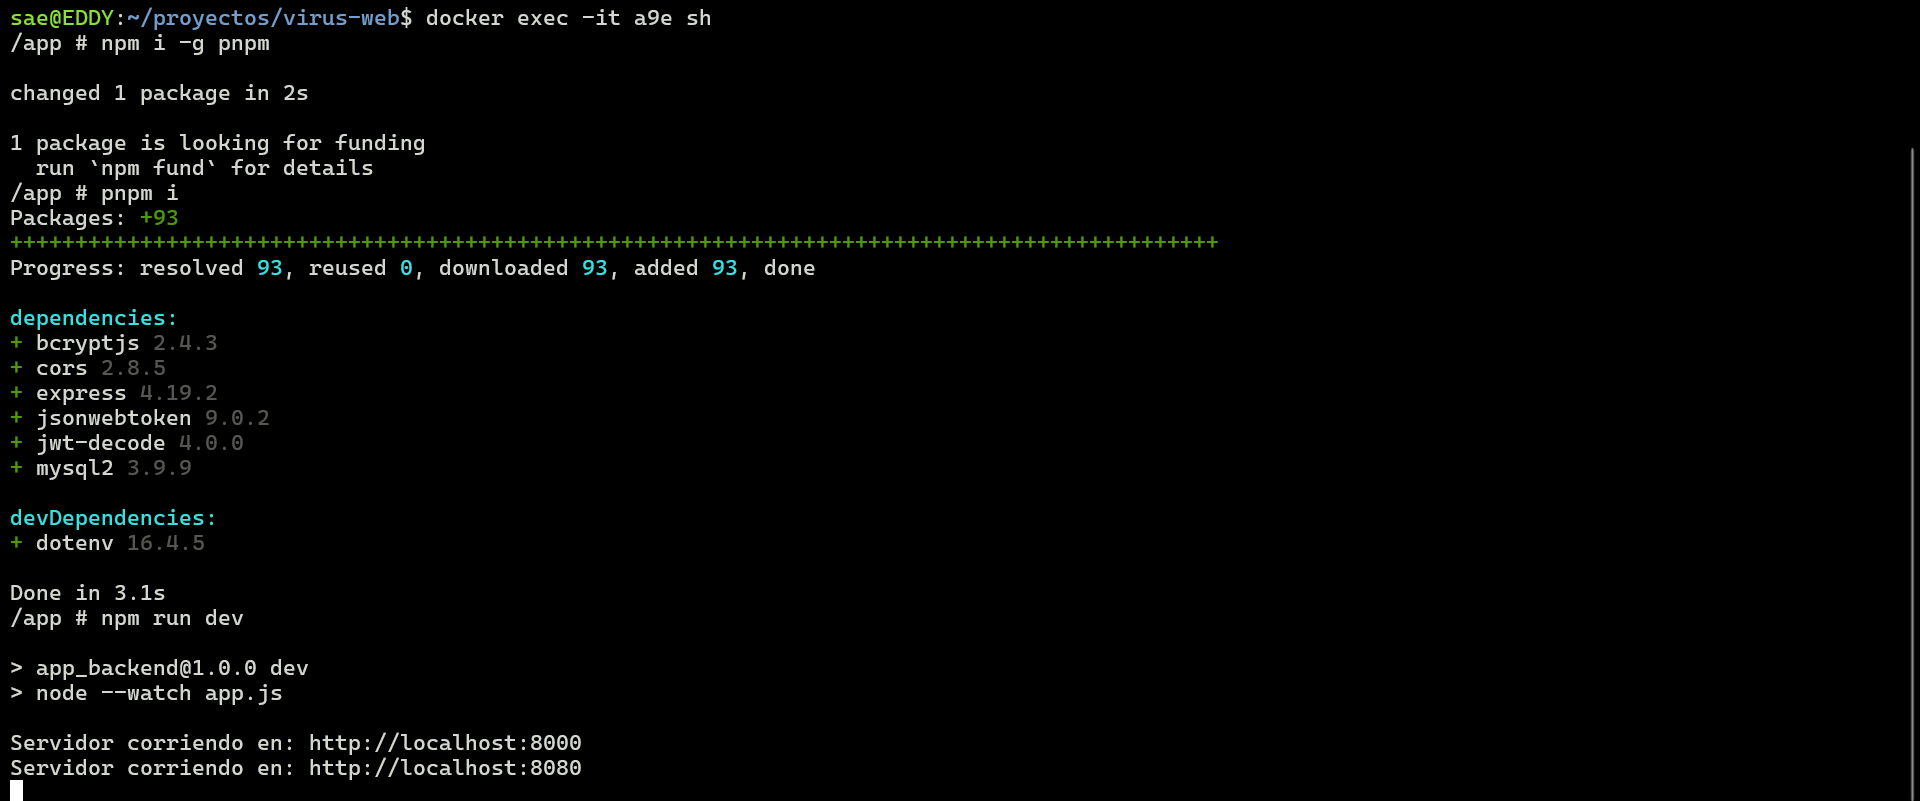 sae@EDDY:~/proyectos/virus-web$ docker exec -it a9e sh
/app # npm i -g pnpm
changed 1 package in 2s
1 package is looking for funding
  run `npm fund` for details
/app # pnpm i
Packages: +93
+++++++++++++++++++++++++++++++++++++++++++++++++++++++++++++++++++++++++++++++++++++++++++++
Progress: resolved 93, reused 0, downloaded 93, added 93, done
dependencies:
+ bcryptjs 2.4.3
+ cors 2.8.5
+ express 4.19.2
+ jsonwebtoken 9.0.2
+ jwt-decode 4.0.0
+ mysql2 3.9.9
devDependencies:
+ dotenv 16.4.5
Done in 3.1s
/app # npm run dev
> app_backend@1.0.0 dev
> node --watch app.js
Servidor corriendo en: http://localhost:8000
Servidor corriendo en: http://localhost:8080